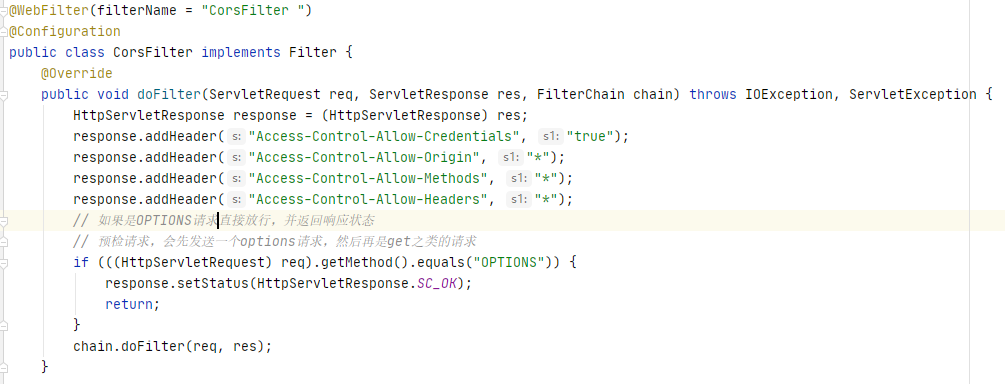 @WebFilter(filterName = "CorsFilter ")
@Configuration
public class CorsFilter implements Filter {
@Override
public void doFilter(ServletRequest req, ServletResponse res, FilterChain chain) throws IOException, ServletException {
HttpServletResponse response = (HttpServletResponse) res;
response.addHeader( s: "Access-Control-Allow-Credentials", s1: "true");
response.addHeader( s: "Access-Control-Allow-Origin", s1: "*");
response.addHeader( s: "Access-Control-Allow-Methods", s1: "*");
response.addHeader( s: "Access-Control-Allow-Headers", s1: "*");
// 如果是OPTIONS请求直接放行，并返回响应状态
// 预检请求，会先发送一个options请求，然后再是get之类的请求
if (((HttpServletRequest) req).getMethod().equals("OPTIONS")) {
response.setStatus(HttpServletResponse.SC_OK);
return;
}
chain.doFilter(req, res);
}